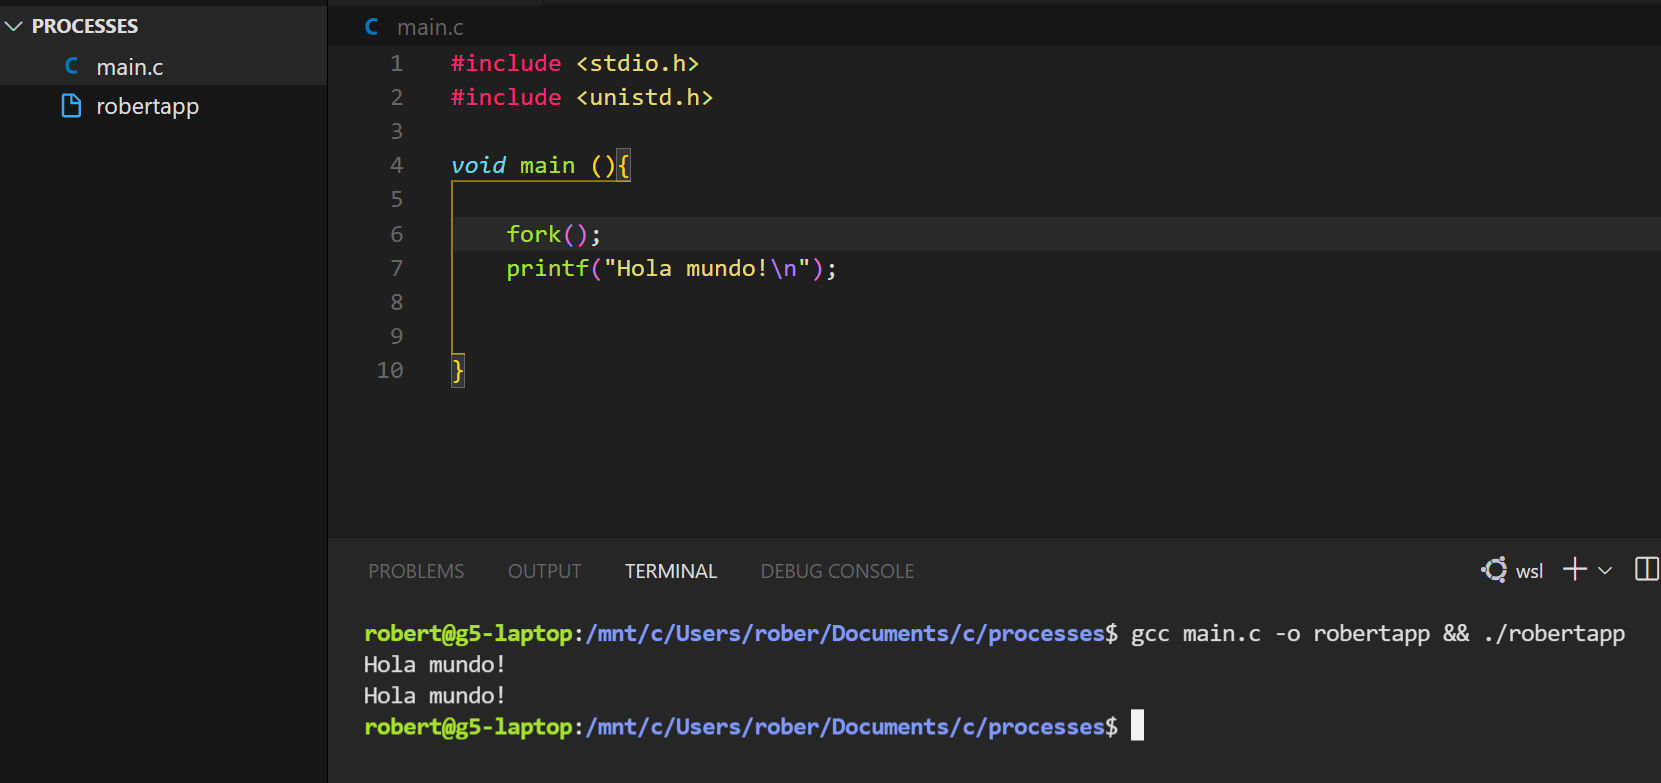 PROCESSES
C main.c
robertapp
C main.c
1 #include <stdio.h>
2 #include <unistd.h>
3
4 void main (){
5
6     fork();
7     printf("Hola mundo!\n");
8
9
10 }
PROBLEMS OUTPUT TERMINAL DEBUG CONSOLE wsl
robert@g5-laptop:/mnt/c/Users/rober/Documents/c/processes$ gcc main.c -o robertapp && ./robertapp
Hola mundo!
Hola mundo!
robert@g5-laptop:/mnt/c/Users/rober/Documents/c/processes$